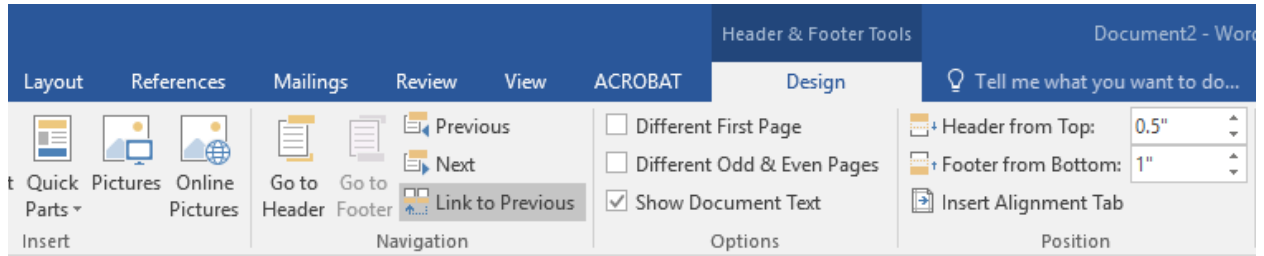 Header & Footer Tools Document2 - Word
Layout References Mailings Review View ACROBAT Design Tell me what you want to do...
Previous Different First Page Header from Top: 0.5"
Next Different Odd & Even Pages Footer from Bottom: 1"
t Quick Pictures Online Go to Go to
Parts Pictures Header Footer Link to Previous Show Document Text Insert Alignment Tab
Insert Navigation Options Position